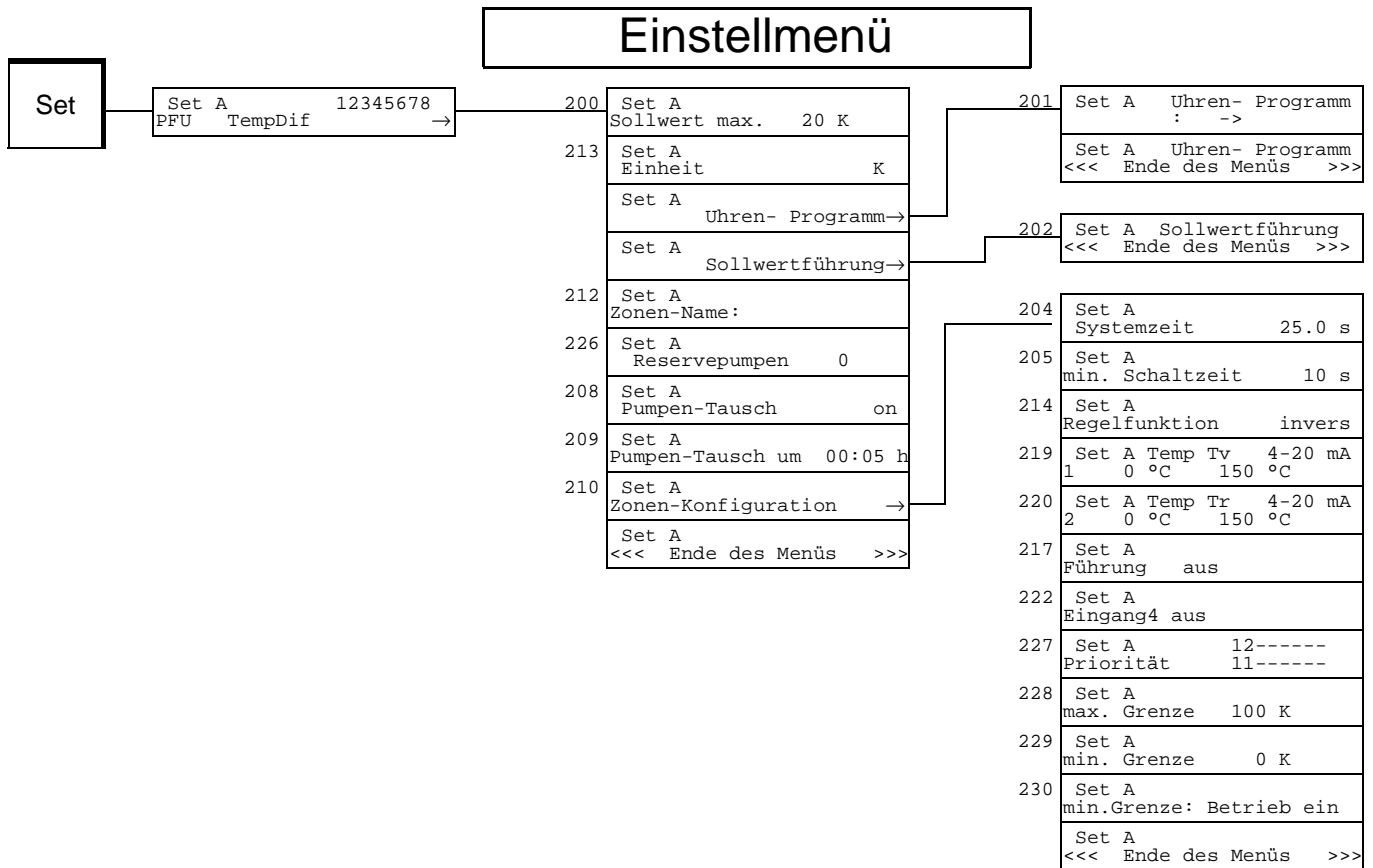 Einstellmenü
Set
Set A 12345678
PFU TempDif →
200
Set A
Sollwert max. 20 K
213
Set A
Einheit K
Set A
Uhren- Programm→
Set A
Sollwertführung→
212
Set A
Zonen-Name:
226
Set A
Reservepumpen 0
208
Set A
Pumpen-Tausch on
209
Set A
Pumpen-Tausch um 00:05 h
210
Set A
Zonen-Konfiguration →
Set A
<<< Ende des Menüs >>>
201
Set A Uhren- Programm
: ->
Set A Uhren- Programm
<<< Ende des Menüs >>>
202
Set A Sollwertführung
<<< Ende des Menüs >>>
204
Set A
Systemzeit 25.0 s
205
Set A
min. Schaltzeit 10 s
214
Set A
Regelfunktion invers
219
Set A Temp Tv 4-20 mA
1 0 °C 150 °C
220
Set A Temp Tr 4-20 mA
2 0 °C 150 °C
217
Set A
Führung aus
222
Set A
Eingang4 aus
227
Set A 12------
Priorität 11------
228
Set A
max. Grenze 100 K
229
Set A
min. Grenze 0 K
230
Set A
min.Grenze: Betrieb ein
Set A
<<< Ende des Menüs >>>